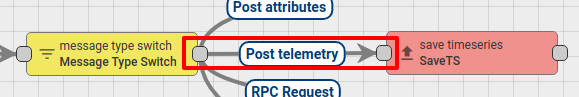 Post attributes
message type switch
Message Type Switch
Post telemetry
save timeseries
SaveTS
RPC Request